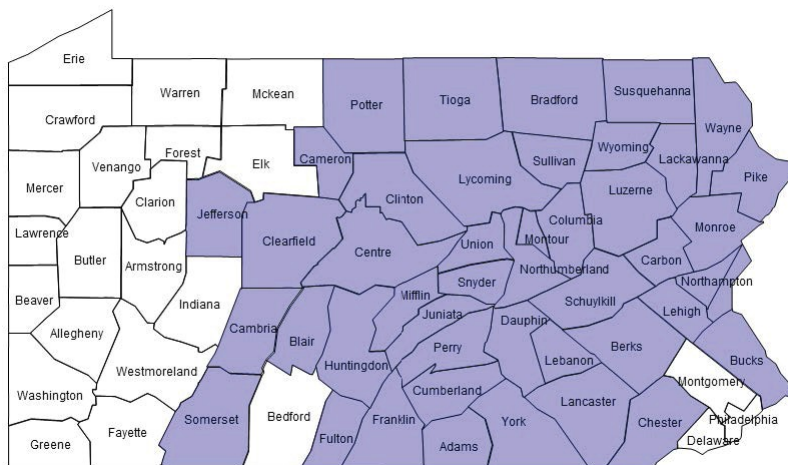 Erie
Warren
Mckean
Potter
Tioga
Bradford
Susquehanna
Crawford
Wayne
Forest
Venango
Elk
Cameron
Sullivan
Wyoming
Lackawanna
Mercer
Clarion
Lycoming
Luzerne
Pike
Jefferson
Clinton
Columbia
Lawrence
Clearfield
Centre
Union
Montour
Monroe
Butler
Armstrong
Carbon
Northumberland
Northampton
Snyder
Beaver
Indiana
Mifflin
Schuylkill
Lehigh
Allegheny
Cambria
Blair
Juniata
Dauphin
Huntingdon
Perry
Lebanon
Berks
Bucks
Westmoreland
Montgomery
Washington
Cumberland
Somerset
Bedford
Lancaster
Philadelphia
Greene
Fayette
Fulton
Franklin
Adams
York
Chester
Delaware